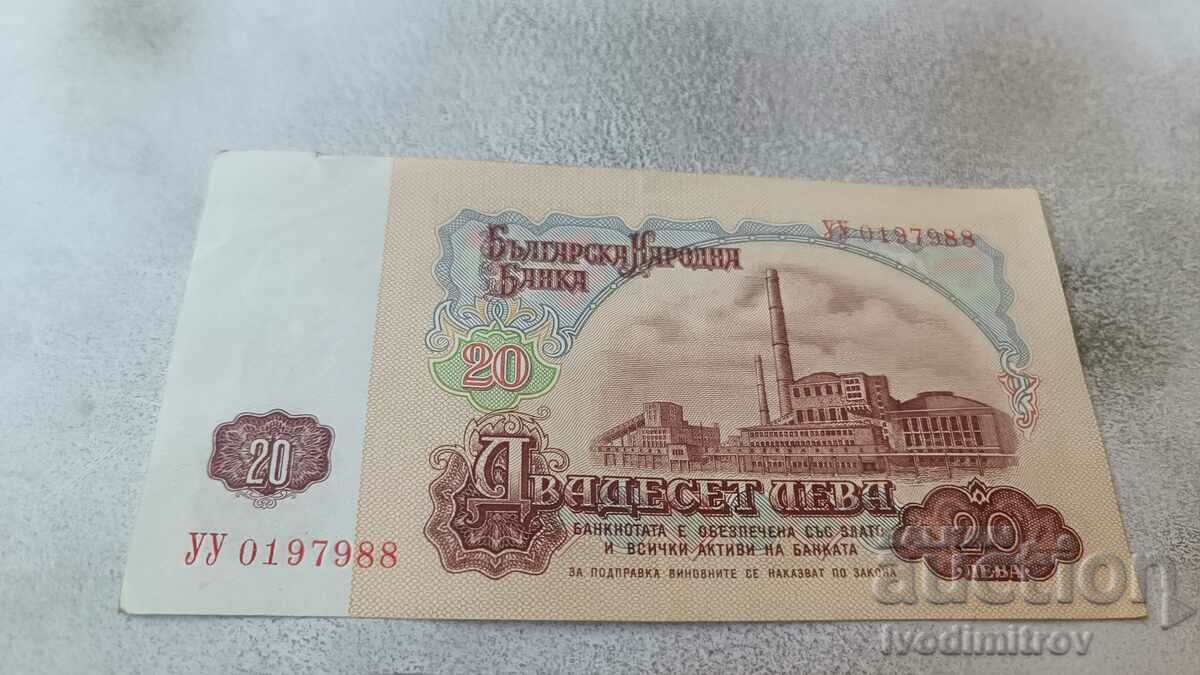 УУ 0197988
Българска Народна
Банка
20
20
Двадесет лева
БАНКНОТАТА Е ОБЕЗПЕЧЕНА СЪС ЗЛАТО
И ВСИЧКИ АКТИВИ НА БАНКАТА
ЗА ПОДПРАВКА ВИНОВНИТЕ СЕ НАКАЗВАТ ПО ЗАКОНА
20
ЛЕВА
УУ 0197988
auction
Ivodimitrov